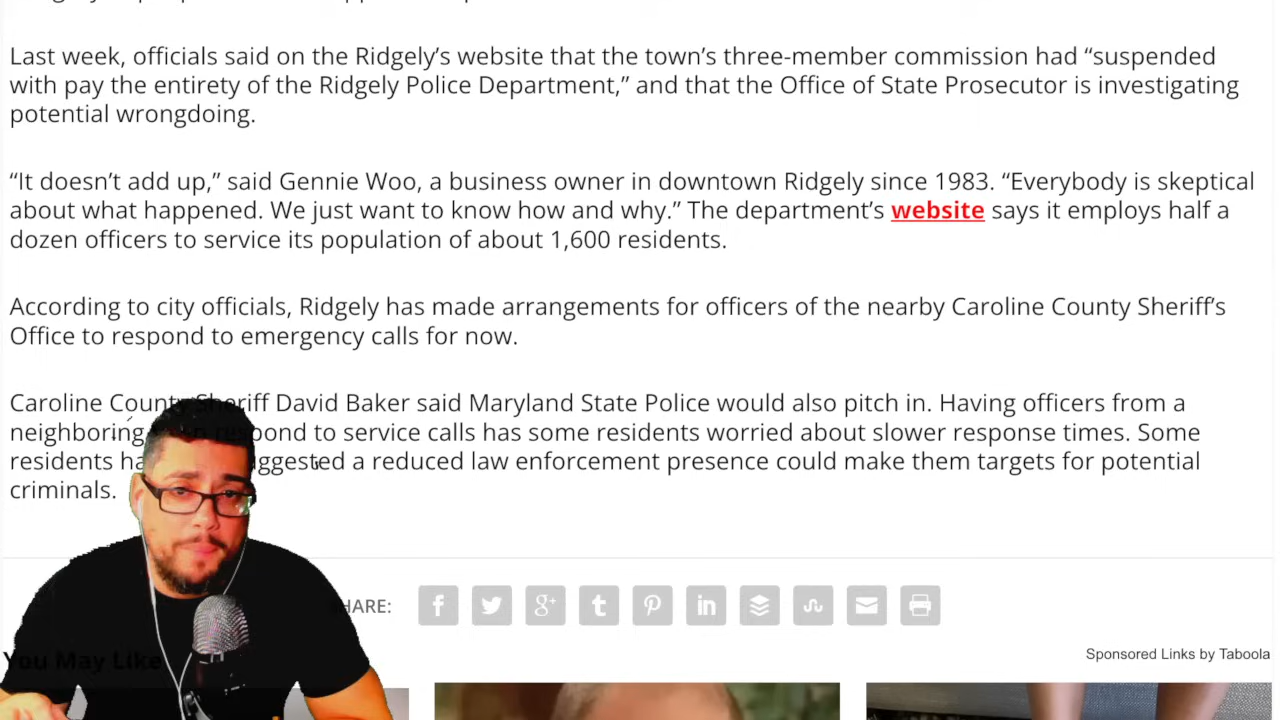 Last week, officials said on the Ridgely’s website that the town’s three-member commission had “suspended
with pay the entirety of the Ridgely Police Department,” and that the Office of State Prosecutor is investigating
potential wrongdoing.
“It doesn’t add up,” said Gennie Woo, a business owner in downtown Ridgely since 1983. “Everybody is skeptical
about what happened. We just want to know how and why.” The department’s website says it employs half a
dozen officers to service its population of about 1,600 residents.
According to city officials, Ridgely has made arrangements for officers of the nearby Caroline County Sheriff’s
Office to respond to emergency calls for now.
Caroline County Sheriff David Baker said Maryland State Police would also pitch in. Having officers from a
neighboring respond to service calls has some residents worried about slower response times. Some
residents suggested a reduced law enforcement presence could make them targets for potential
criminals.
SHARE:
You May Like
Sponsored Links by Taboola